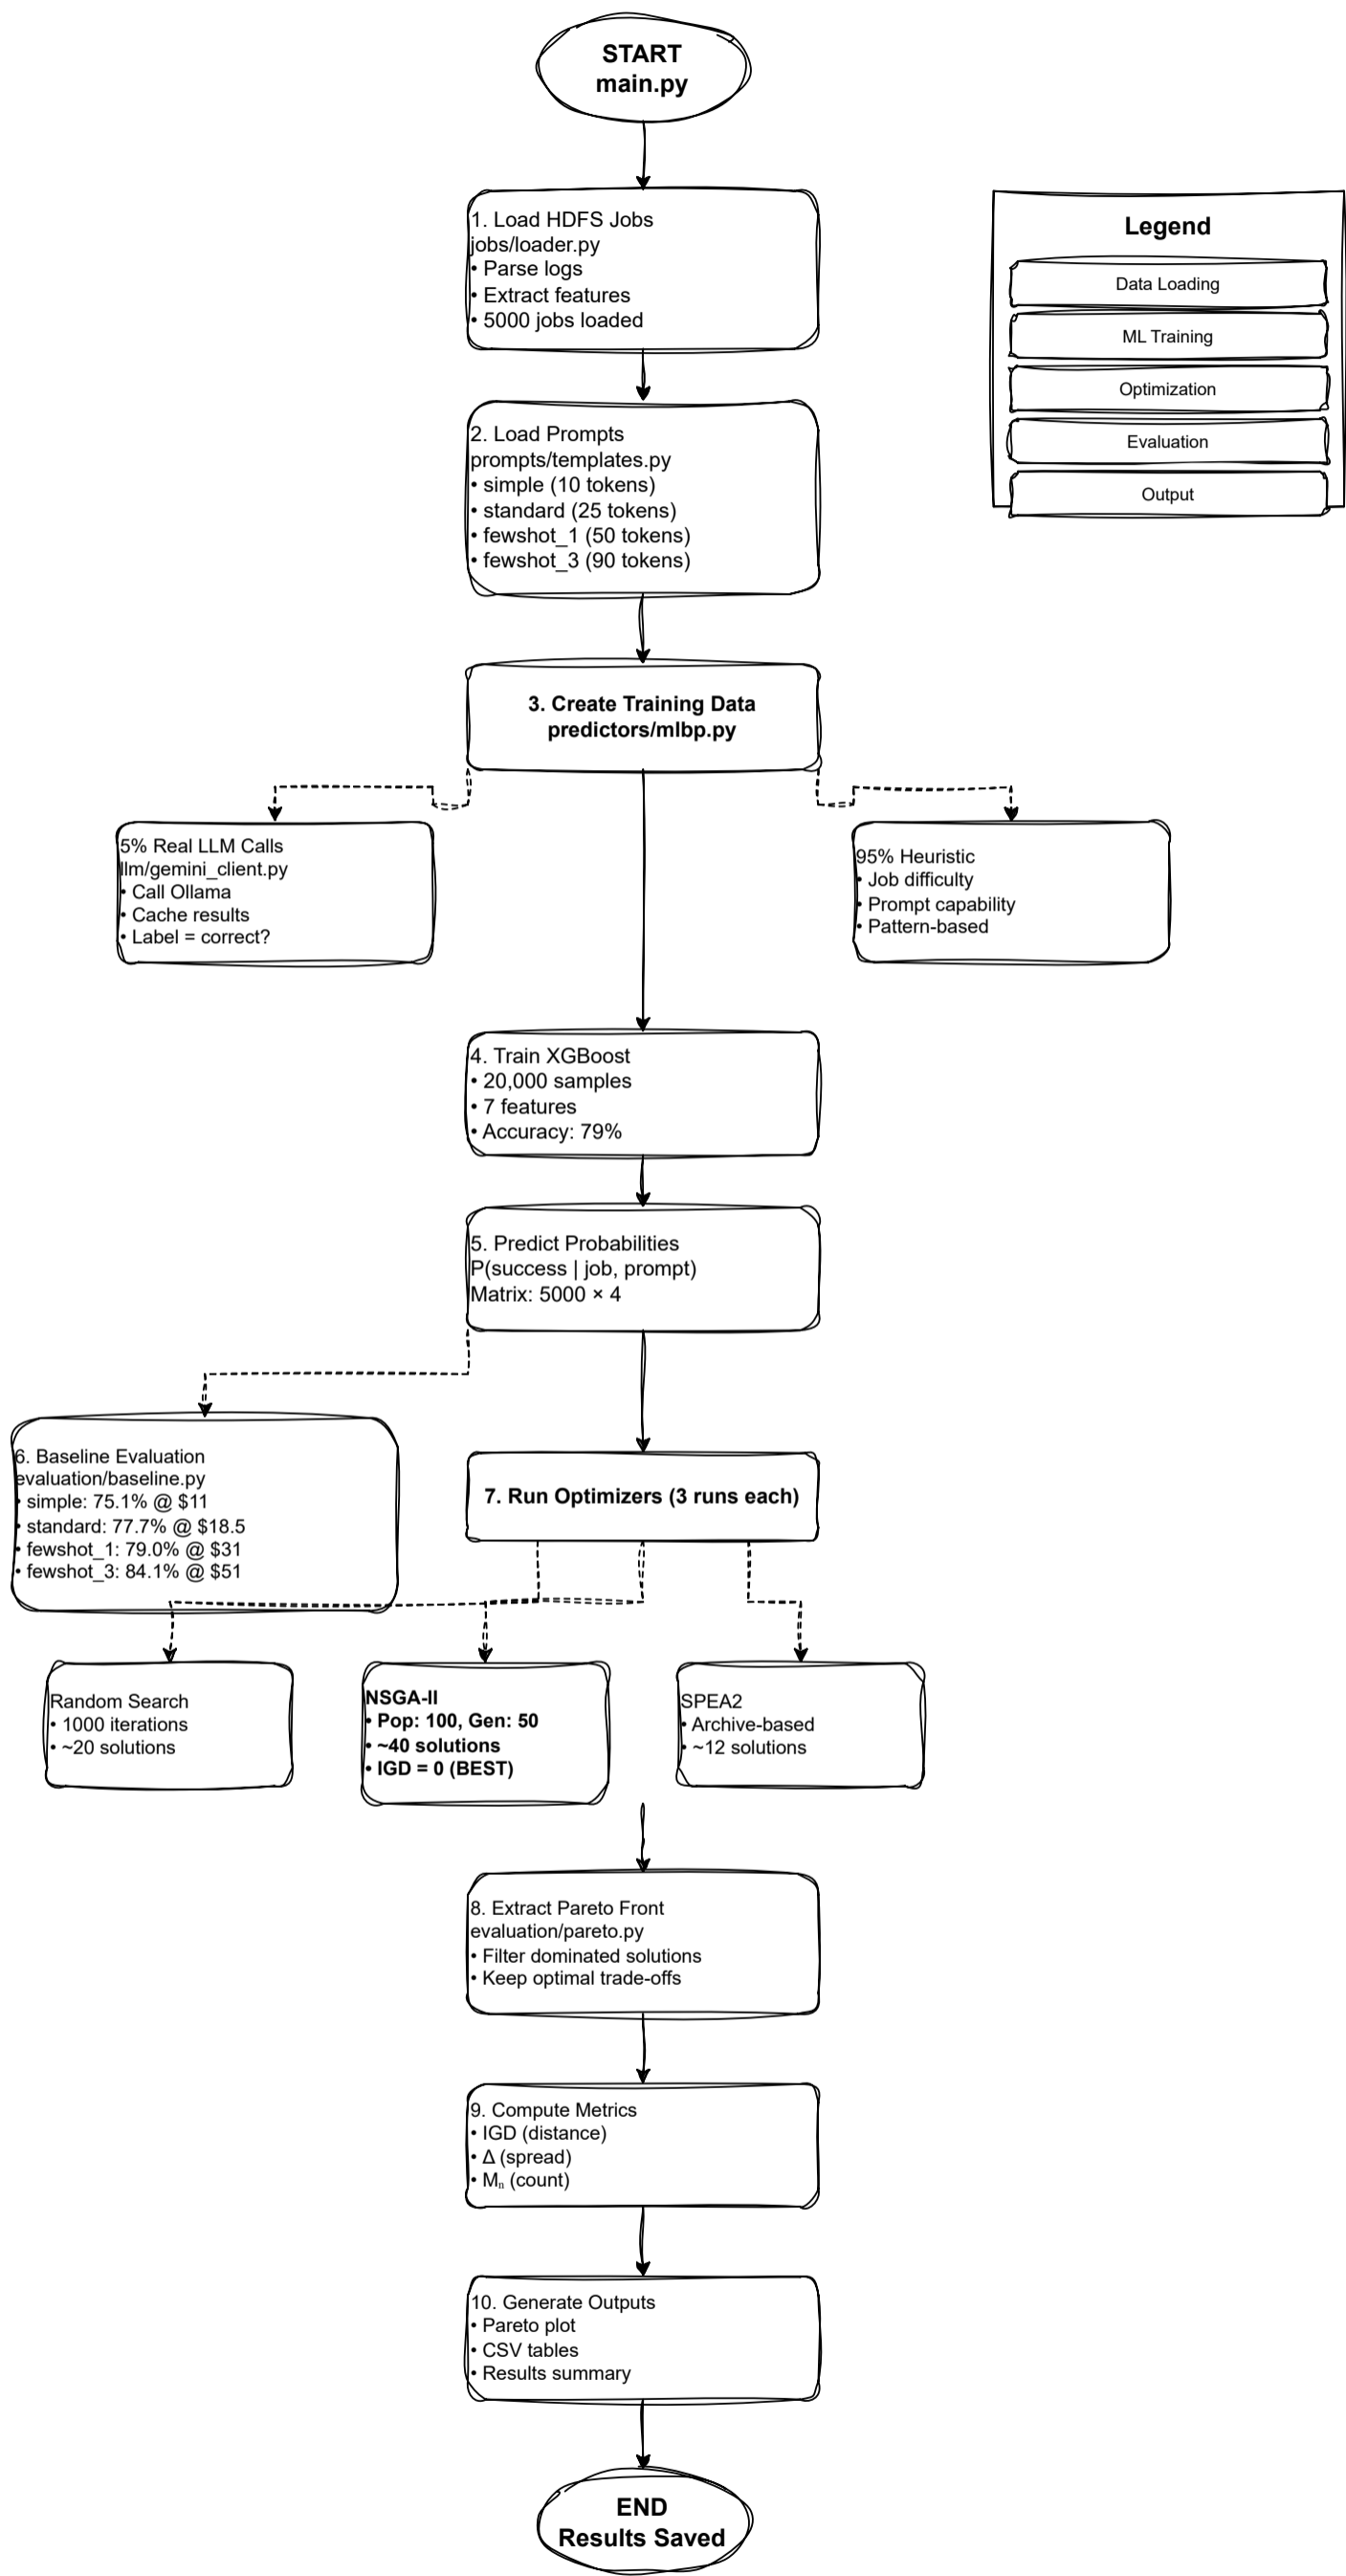 START
main.py
1. Load HDFS Jobs
jobs/loader.py
• Parse logs
• Extract features
• 5000 jobs loaded
Legend
Data Loading
ML Training
Optimization
Evaluation
Output
2. Load Prompts
prompts/templates.py
• simple (10 tokens)
• standard (25 tokens)
• fewshot_1 (50 tokens)
• fewshot_3 (90 tokens)
3. Create Training Data
predictors/mlbp.py
5% Real LLM Calls
llm/gemini_client.py
• Call Ollama
• Cache results
• Label = correct?
95% Heuristic
• Job difficulty
• Prompt capability
• Pattern-based
4. Train XGBoost
• 20,000 samples
• 7 features
• Accuracy: 79%
5. Predict Probabilities
P(success | job, prompt)
Matrix: 5000 × 4
6. Baseline Evaluation
evaluation/baseline.py
• simple: 75.1% @ $11
• standard: 77.7% @ $18.5
• fewshot_1: 79.0% @ $31
• fewshot_3: 84.1% @ $51
7. Run Optimizers (3 runs each)
Random Search
• 1000 iterations
• ~20 solutions
NSGA-II
• Pop: 100, Gen: 50
• ~40 solutions
• IGD = 0 (BEST)
SPEA2
• Archive-based
• ~12 solutions
8. Extract Pareto Front
evaluation/pareto.py
• Filter dominated solutions
• Keep optimal trade-offs
9. Compute Metrics
• IGD (distance)
• Δ (spread)
• Mₙ (count)
10. Generate Outputs
• Pareto plot
• CSV tables
• Results summary
END
Results Saved